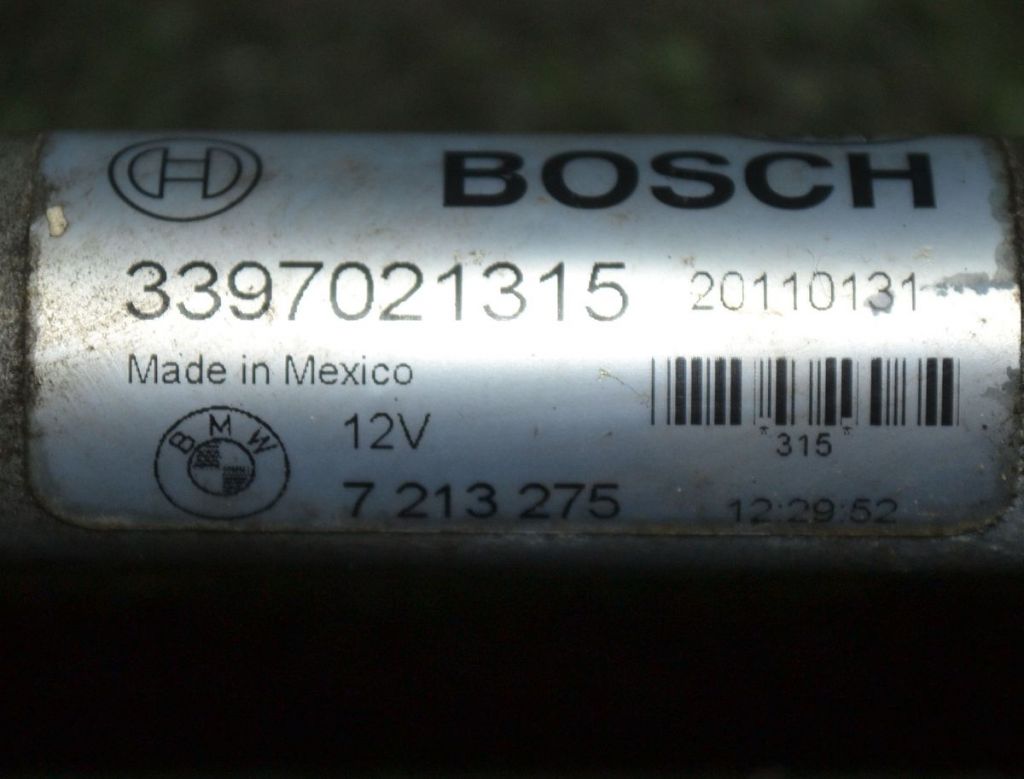 BOSCH
3397021315 20110131
Made in Mexico
BMW
12V
*315*
7 213 275
12:29:52